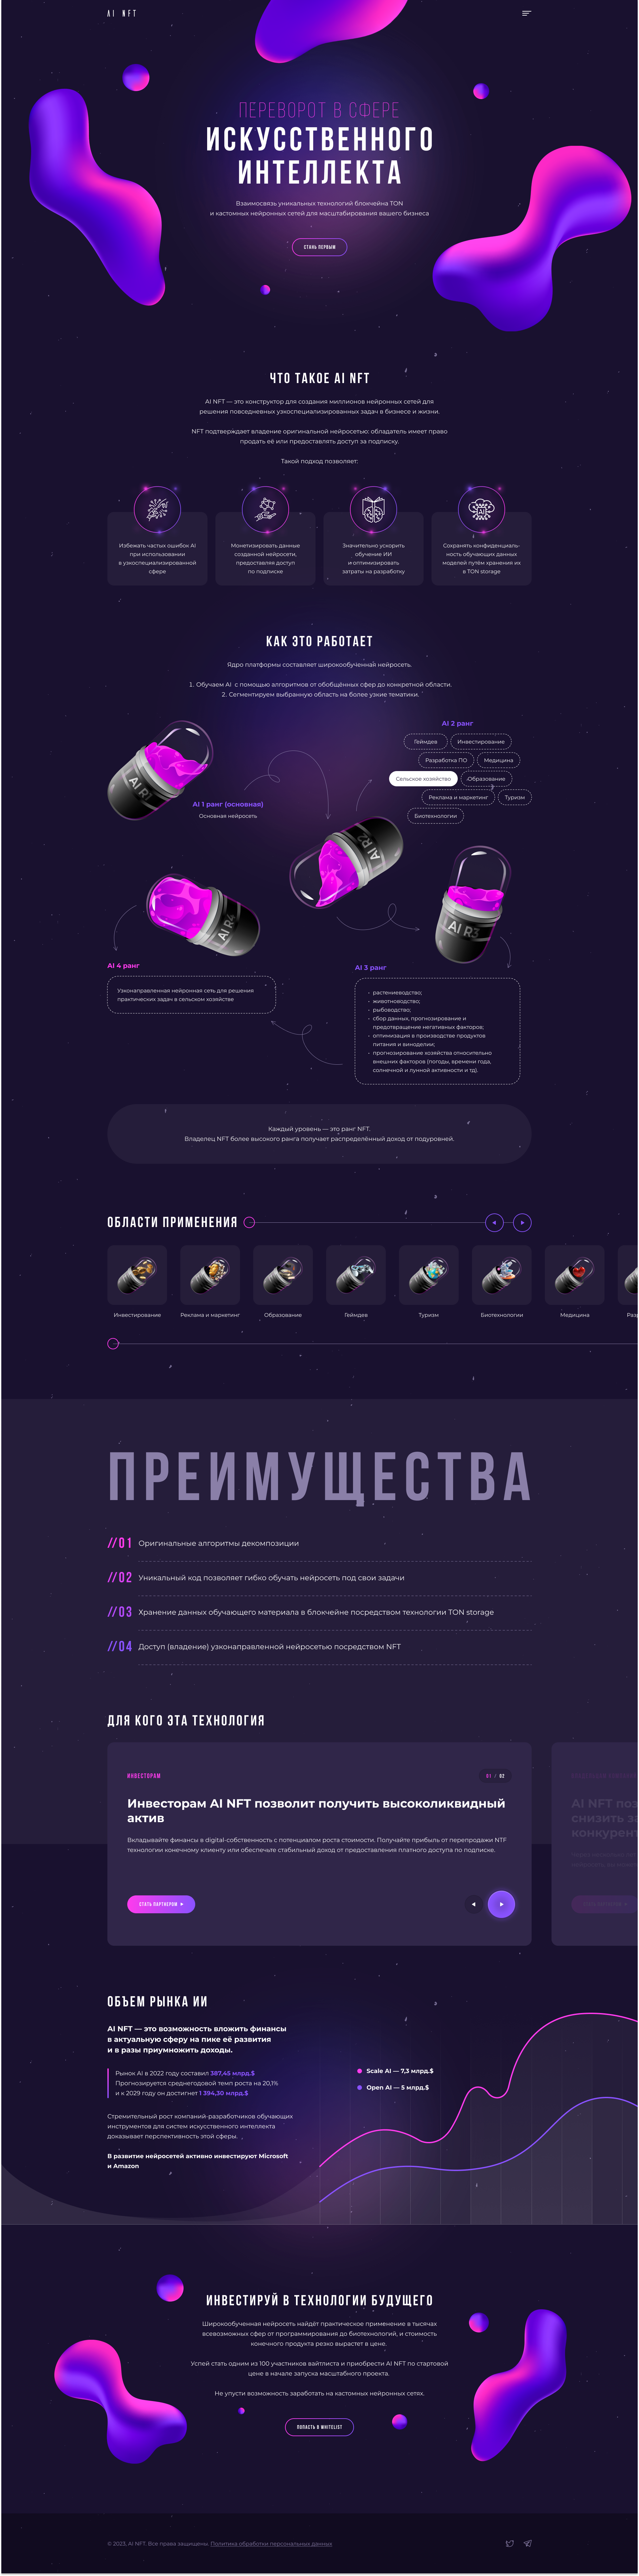 AI NFT
ПЕРЕВОРОТ В СФЕРЕ
ИСКУССТВЕННОГО
ИНТЕЛЛЕКТА
Взаимосвязь уникальных технологий блокчейна TON
и кастомных нейронных сетей для масштабирования вашего бизнеса
СТАНЬ ПЕРВЫМ
ЧТО ТАКОЕ AI NFT
AI NFT — это конструктор для создания миллионов нейронных сетей для
решения повседневных узкоспециализированных задач в бизнесе и жизни.
NFT подтверждает владение оригинальной нейросетью: обладатель имеет право
продать её или предоставлять доступ за подписку.
Такой подход позволяет:
Избежать частых ошибок AI
при использовании
в узкоспециализированной
сфере
Монетизировать данные
созданной нейросети,
предоставляя доступ
по подписке
Значительно ускорить
обучение ИИ
и оптимизировать
затраты на разработку
Сохранять конфиденциаль-
ность обучающих данных
моделей путём хранения их
в TON storage
КАК ЭТО РАБОТАЕТ
Ядро платформы составляет широкообученная нейросеть.
1. Обучаем AI с помощью алгоритмов от обобщённых сфер до конкретной области.
2. Сегментируем выбранную область на более узкие тематики.
AI 2 ранг
Геймдев
Инвестирование
Разработка ПО
Медицина
Сельское хозяйство
Образование
Реклама и маркетинг
Туризм
Биотехнологии
AI 1 ранг (основная)
Основная нейросеть
AI R2
AI R3
AI R4
AI 4 ранг
Узконаправленная нейронная сеть для решения
практических задач в сельском хозяйстве
AI 3 ранг
- растениеводство;
- животноводство;
- рыбоводство;
- сбор данных, прогнозирование и
предотвращение негативных факторов;
- оптимизация в производстве продуктов
питания и виноделии;
- прогнозирование хозяйства относительно
внешних факторов (погоды, времени года,
солнечной и лунной активности и тд).
Каждый уровень — это ранг NFT.
Владелец NFT более высокого ранга получает распределённый доход от подуровней.
ОБЛАСТИ ПРИМЕНЕНИЯ
Инвестирование
Реклама и маркетинг
Образование
Геймдев
Туризм
Биотехнологии
Медицина
Разр
ПРЕИМУЩЕСТВА
//01 Оригинальные алгоритмы декомпозиции
//02 Уникальный код позволяет гибко обучать нейросеть под свои задачи
//03 Хранение данных обучающего материала в блокчейне посредством технологии TON storage
//04 Доступ (владение) узконаправленной нейросетью посредством NFT
ДЛЯ КОГО ЭТА ТЕХНОЛОГИЯ
ИНВЕСТОРАМ
01 / 02
Инвесторам AI NFT позволит получить высоколиквидный
актив
Вкладывайте финансы в digital-собственность с потенциалом роста стоимости. Получайте прибыль от перепродажи NTF
технологии конечному клиенту или обеспечьте стабильный доход от предоставления платного доступа по подписке.
СТАТЬ ПАРТНЕРОМ
AI NFT поз
снизить за
конкурент
ОБЪЕМ РЫНКА ИИ
AI NFT — это возможность вложить финансы
в актуальную сферу на пике её развития
и в разы приумножить доходы.
Рынок AI в 2022 году составил 387,45 млрд.$
Прогнозируется среднегодовой темп роста на 20,1%
и к 2029 году он достигнет 1 394,30 млрд.$
Стремительный рост компаний-разработчиков обучающих
инструментов для систем искусственного интеллекта
доказывает перспективность этой сферы.
В развитие нейросетей активно инвестируют Microsoft
и Amazon
Scale AI — 7,3 млрд.$
Open AI — 5 млрд.$
ИНВЕСТИРУЙ В ТЕХНОЛОГИИ БУДУЩЕГО
Широкообученная нейросеть найдёт практическое применение в тысячах
всевозможных сфер от программирования до биотехнологий, и стоимость
конечного продукта резко вырастет в цене.
Успей стать одним из 100 участников вайтлиста и приобрести AI NFT по стартовой
цене в начале запуска масштабного проекта.
Не упусти возможность заработать на кастомных нейронных сетях.
ПОПАСТЬ В WHITELIST
© 2023, AI NFT. Все права защищены. Политика обработки персональных данных